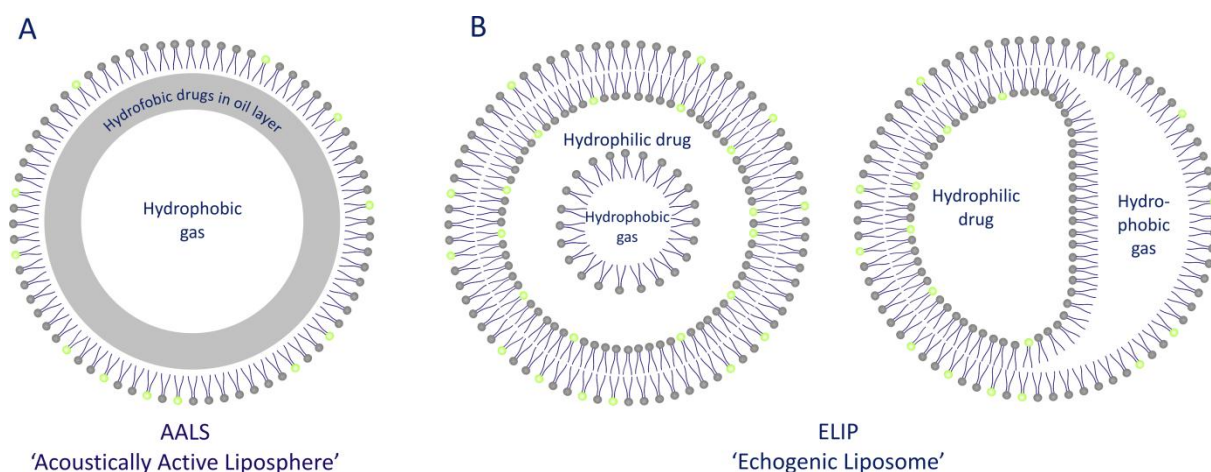 A
Hydrofobic drugs in oil layer
Hydrophobic
gas
AALS
‘Acoustically Active Liposphere’
B
Hydrophilic drug
Hydrophobic
gas
Hydrophilic
drug
Hydro-
phobic
gas
ELIP
‘Echogenic Liposome’